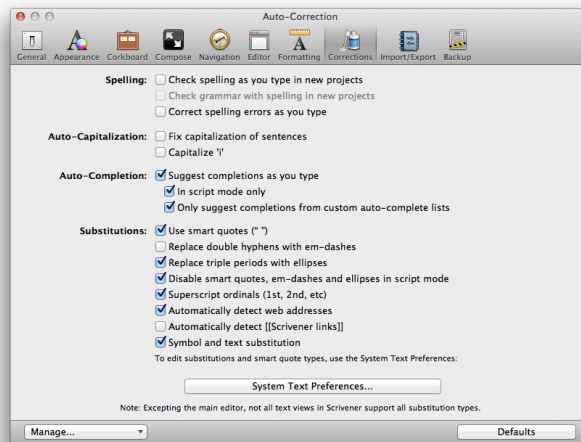 Auto-Correction
General Appearance Corkboard Compose Navigation Editor Formatting Corrections Import/Export Backup
Spelling: Check spelling as you type in new projects
Check grammar with spelling in new projects
Correct spelling errors as you type
Auto-Capitalization: Fix capitalization of sentences
Capitalize 'i'
Auto-Completion: Suggest completions as you type
In script mode only
Only suggest completions from custom auto-complete lists
Substitutions: Use smart quotes (“ ”)
Replace double hyphens with em-dashes
Replace triple periods with ellipses
Disable smart quotes, em-dashes and ellipses in script mode
Superscript ordinals (1st, 2nd, etc)
Automatically detect web addresses
Automatically detect [[Scrivener links]]
Symbol and text substitution
To edit substitutions and smart quote types, use the System Text Preferences:
System Text Preferences...
Note: Excepting the main editor, not all text views in Scrivener support all substitution types.
Manage... Defaults